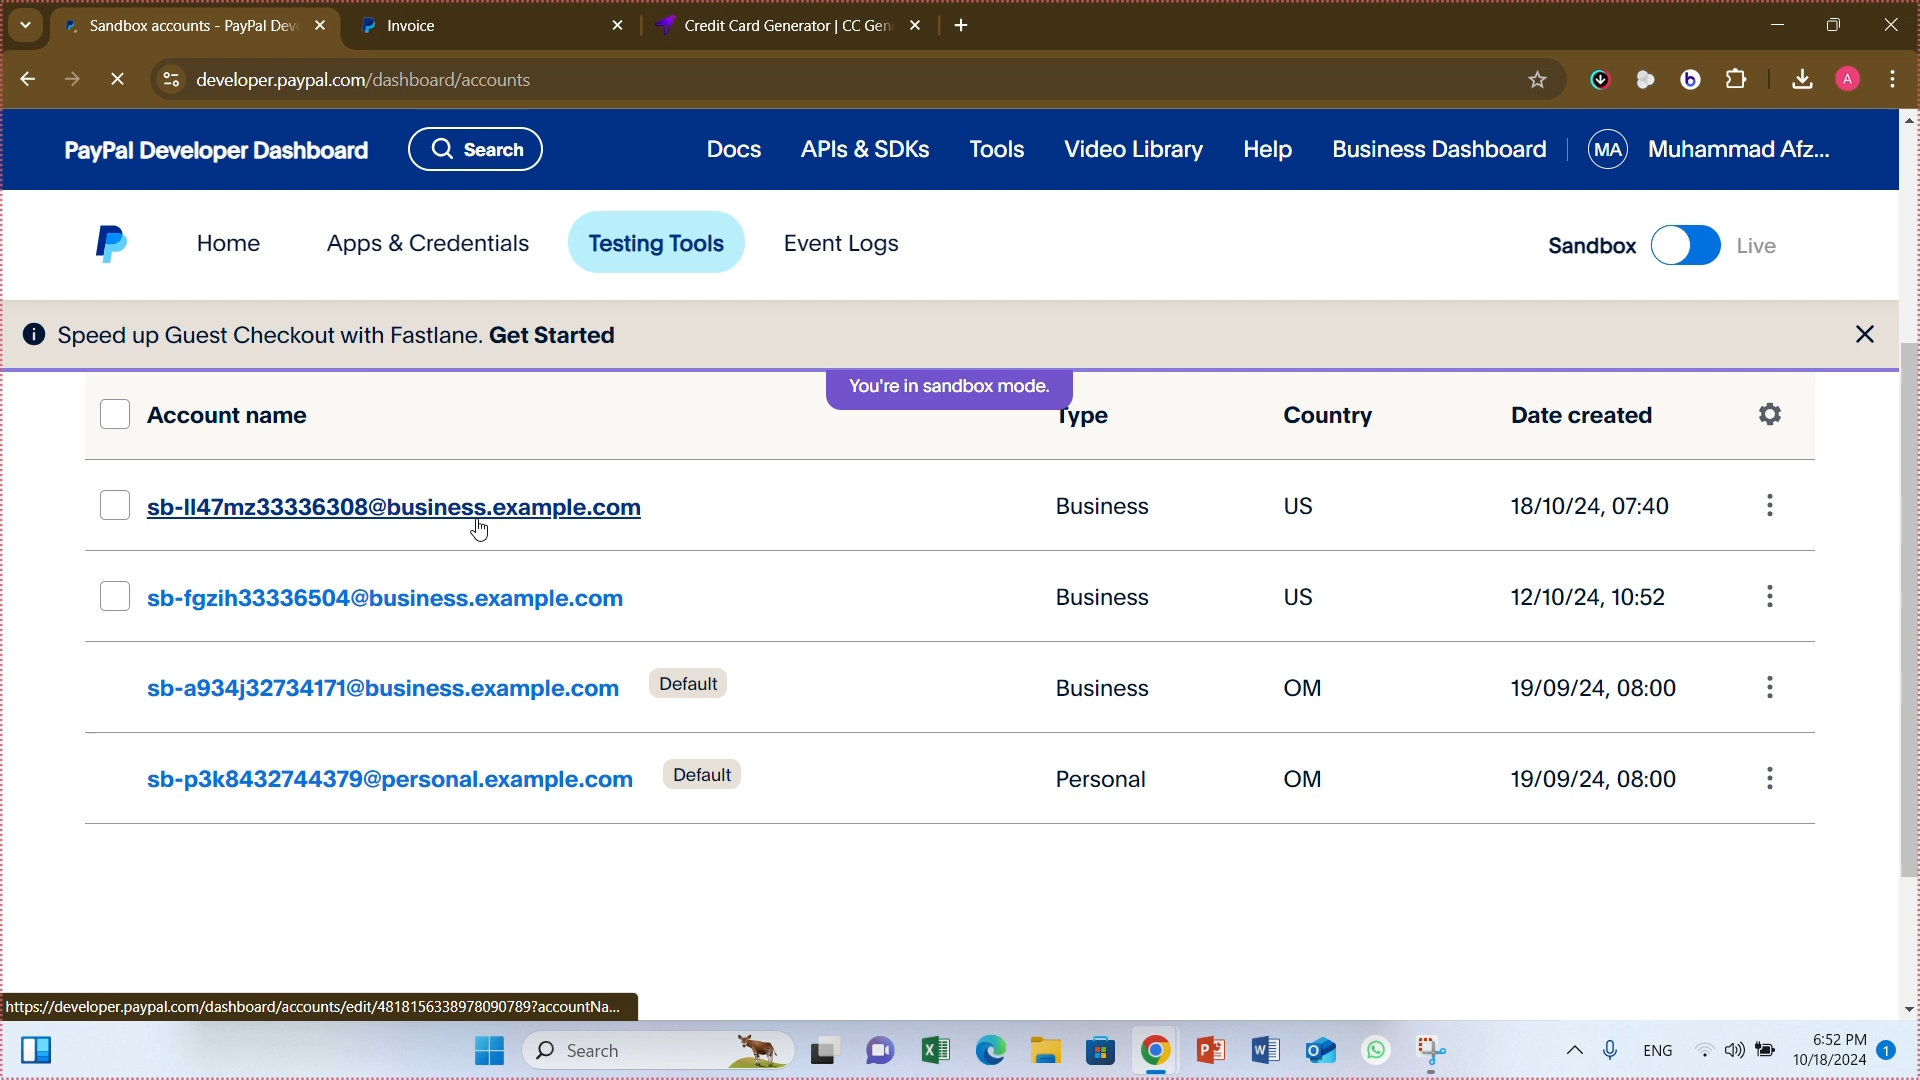 Sandbox accounts - PayPal Dev
Invoice
Credit Card Generator | CC Gen
developer.paypal.com/dashboard/accounts
A
PayPal Developer Dashboard
Search
Docs
APIs & SDKs
Tools
Video Library
Help
Business Dashboard
MA
Muhammad Afz...
Home
Apps & Credentials
Testing Tools
Event Logs
Sandbox
Live
Speed up Guest Checkout with Fastlane. Get Started
You're in sandbox mode.
Account name
Type
Country
Date created
sb-ll47mz33336308@business.example.com
Business
US
18/10/24, 07:40
sb-fgzih33336504@business.example.com
Business
US
12/10/24, 10:52
sb-a934j32734171@business.example.com
Default
Business
OM
19/09/24, 08:00
sb-p3k8432744379@personal.example.com
Default
Personal
OM
19/09/24, 08:00
https://developer.paypal.com/dashboard/accounts/edit/4818156338978090789?accountNa...
Search
ENG
6:52 PM
10/18/2024
1